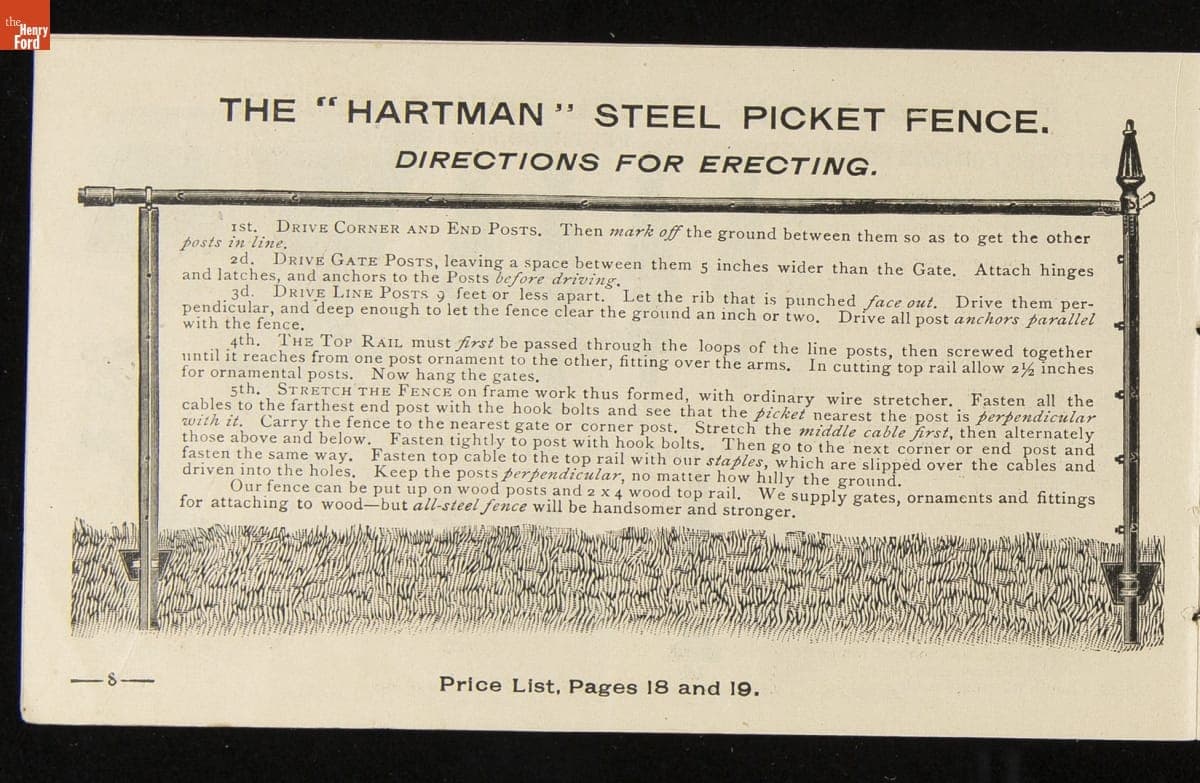 the
Henry
Ford
THE “HARTMAN” STEEL PICKET FENCE.
DIRECTIONS FOR ERECTING.
1st. DRIVE CORNER AND END POSTS. Then mark off the ground between them so as to get the other
posts in line.
2d. DRIVE GATE POSTS, leaving a space between them 5 inches wider than the Gate. Attach hinges
and latches, and anchors to the Posts before driving.
3d. DRIVE LINE POSTS 9 feet or less apart. Let the rib that is punched face out. Drive them per-
pendicular, and deep enough to let the fence clear the ground an inch or two. Drive all post anchors parallel
with the fence.
4th. THE TOP RAIL must first be passed through the loops of the line posts, then screwed together
until it reaches from one post ornament to the other, fitting over the arms. In cutting top rail allow 2½ inches
for ornamental posts. Now hang the gates.
5th. STRETCH THE FENCE on frame work thus formed, with ordinary wire stretcher. Fasten all the
cables to the farthest end post with the hook bolts and see that the picket nearest the post is perpendicular
with it. Carry the fence to the nearest gate or corner post. Stretch the middle cable first, then alternately
those above and below. Fasten tightly to post with hook bolts. Then go to the next corner or end post and
fasten the same way. Fasten top cable to the top rail with our staples, which are slipped over the cables and
driven into the holes. Keep the posts perpendicular, no matter how hilly the ground.
Our fence can be put up on wood posts and 2 x 4 wood top rail. We supply gates, ornaments and fittings
for attaching to wood—but all-steel fence will be handsomer and stronger.
—8—
Price List, Pages 18 and 19.